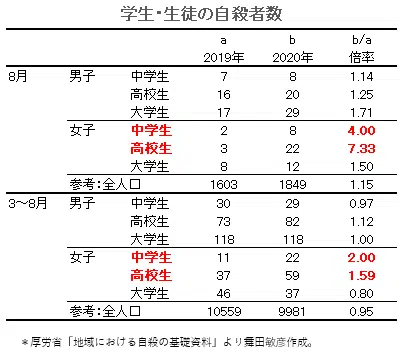 学生・生徒の自殺者数
a b b/a
2019年 2020年 倍率
8月 男子 中学生 7 8 1.14
高校生 16 20 1.25
大学生 17 29 1.71
女子 中学生 2 8 4.00
高校生 3 22 7.33
大学生 8 12 1.50
参考：全人口 1603 1849 1.15
3～8月 男子 中学生 30 29 0.97
高校生 73 82 1.12
大学生 118 118 1.00
女子 中学生 11 22 2.00
高校生 37 59 1.59
大学生 46 37 0.80
参考：全人口 10559 9981 0.95
＊厚労省「地域における自殺の基礎資料」より舞田敏彦作成。